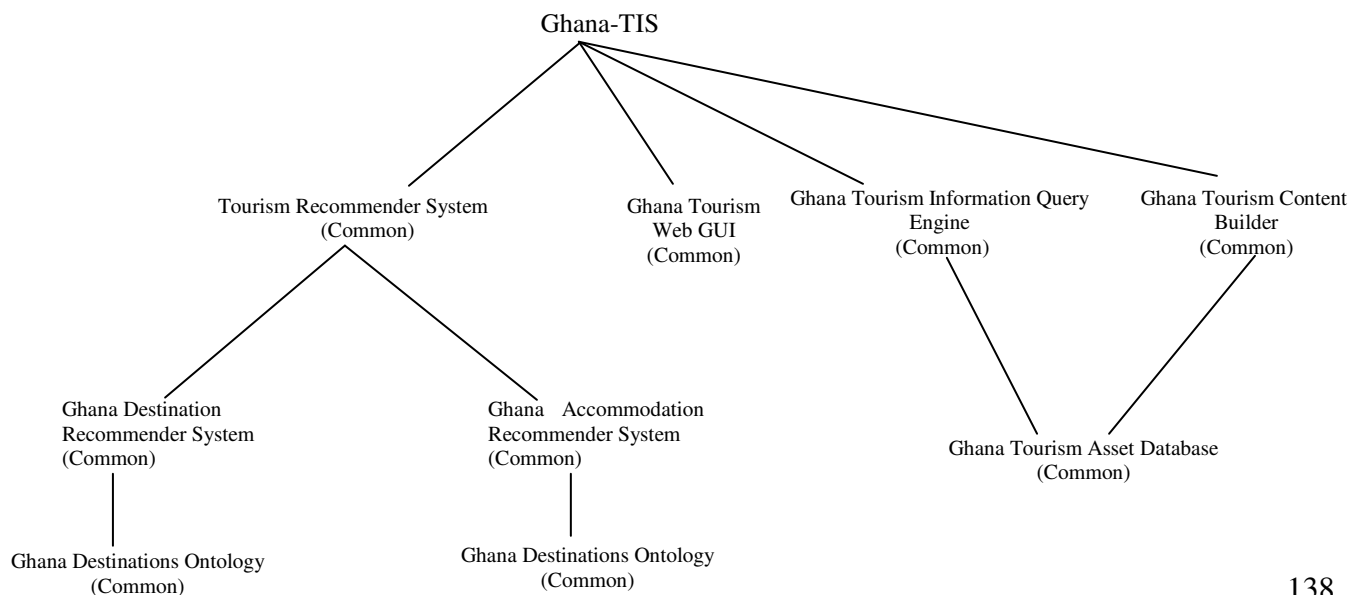 Ghana-TIS
Tourism Recommender System
(Common)
Ghana Tourism
Web GUI
(Common)
Ghana Tourism Information Query
Engine
(Common)
Ghana Tourism Content
Builder
(Common)
Ghana Destination
Recommender System
(Common)
Ghana Accommodation
Recommender System
(Common)
Ghana Tourism Asset Database
(Common)
Ghana Destinations Ontology
(Common)
Ghana Destinations Ontology
(Common)
138